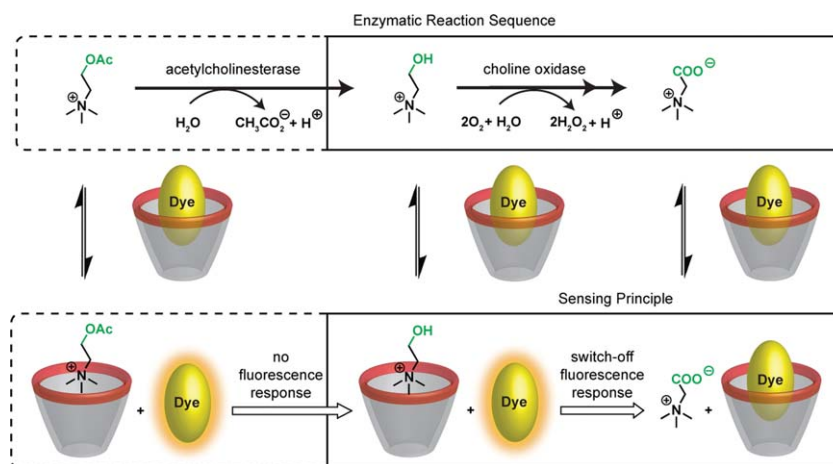 Enzymatic Reaction Sequence
OAc
N
⊕
acetylcholinesterase
H₂O
CH₃CO₂⊖ + H⊕
OH
N
⊕
choline oxidase
2O₂ + H₂O
2H₂O₂ + H⊕
COO⊖
N
⊕
Dye
Dye
Dye
Sensing Principle
OAc
⊕
N
+
Dye
no
fluorescence
response
OH
⊕
N
+
Dye
switch-off
fluorescence
response
COO⊖
⊕
N
+
Dye